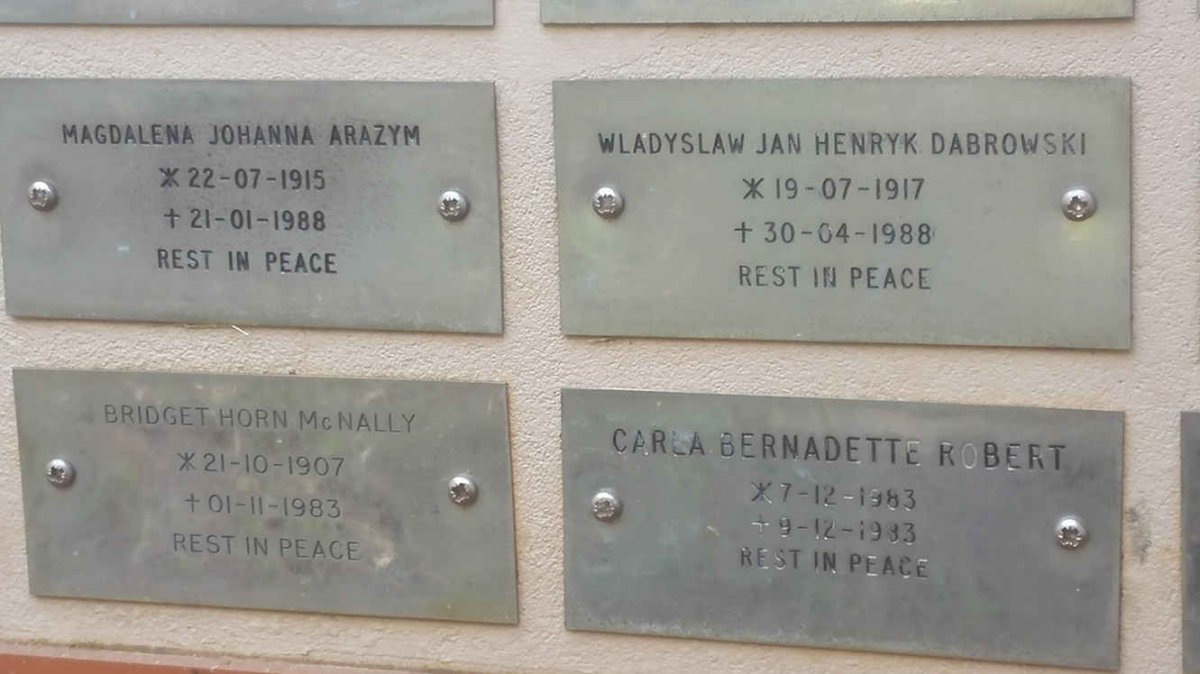 MAGDALENA JOHANNA ARAZYM
* 22-07-1915
† 21-01-1988
REST IN PEACE
WLADYSLAW JAN HENRYK DABROWSKI
* 19-07-1917
† 30-04-1988
REST IN PEACE
BRIDGET HORN McNALLY
* 21-10-1907
† 01-11-1983
REST IN PEACE
CARLA BERNADETTE ROBERT
* 7-12-1983
† 9-12-1983
REST IN PEACE